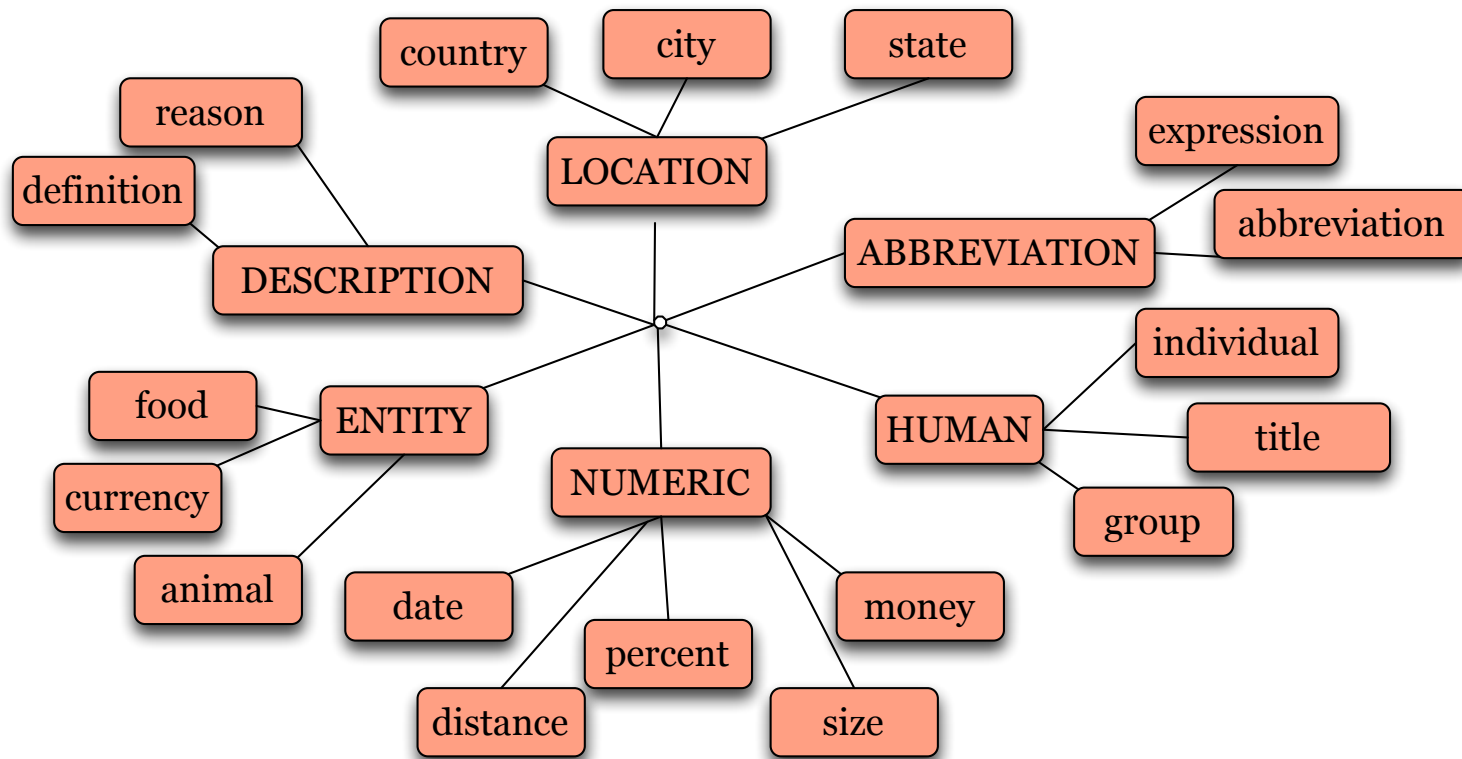 country
city
state
reason
expression
LOCATION
definition
abbreviation
ABBREVIATION
DESCRIPTION
individual
food
ENTITY
HUMAN
title
NUMERIC
currency
group
animal
date
money
percent
distance
size